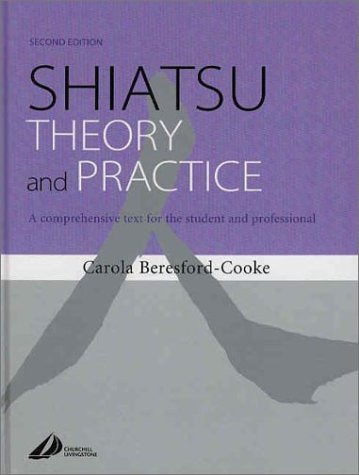 SECOND EDITION
SHIATSU
THEORY
and PRACTICE
A comprehensive text for the student and professional
Carola Beresford-Cooke
CHURCHILL
LIVINGSTONE